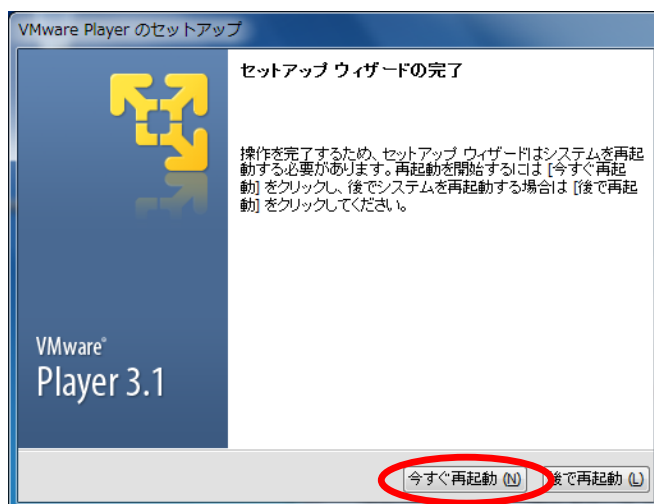 VMware Player のセットアップ
セットアップ ウィザードの完了
操作を完了するため、セットアップ ウィザードはシステムを再起
動する必要があります。再起動を開始するには [今すぐ再起
動] をクリックし、後でシステムを再起動する場合は [後で再起
動] をクリックしてください。
VMware®
Player 3.1
今すぐ再起動 (N)
後で再起動 (L)